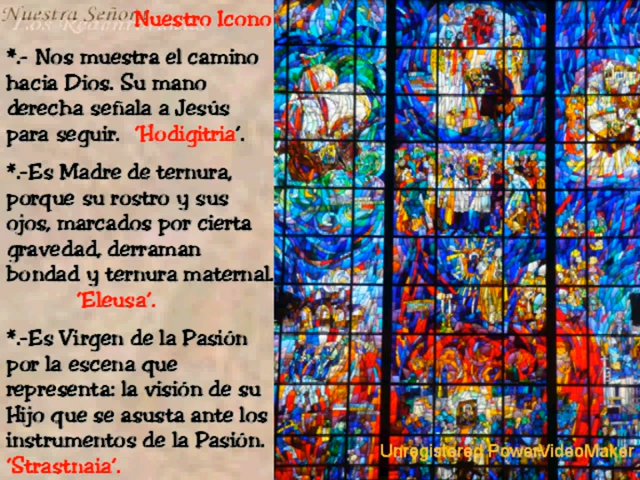 Nuestra Señor
Nuestro Icono
*.- Nos muestra el camino
hacia Dios. Su mano
derecha señala a Jesús
para seguir. 'Hodigitria'.
*.-Es Madre de ternura,
porque su rostro y sus
ojos, marcados por cierta
gravedad, derraman
bondad y ternura maternal.
'Eleusa'.
*.-Es Virgen de la Pasión
por la escena que
representa: la visión de su
Hijo que se asusta ante los
instrumentos de la Pasión.
'Strastnaia'.
Unregistered PowerVideoMaker